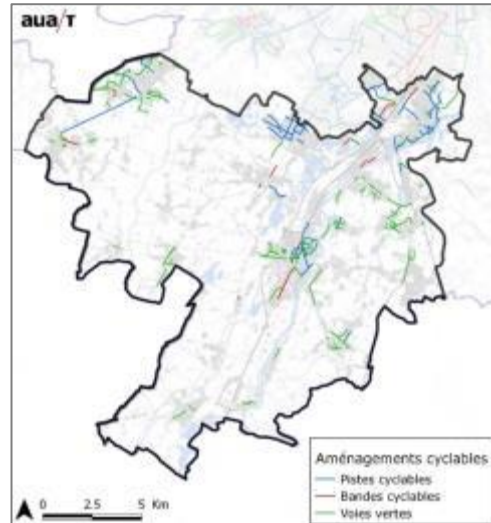 aua/T
Aménagements cyclables
Pistes cyclables
Bandes cyclables
Voies vertes
0 2.5 5 Km